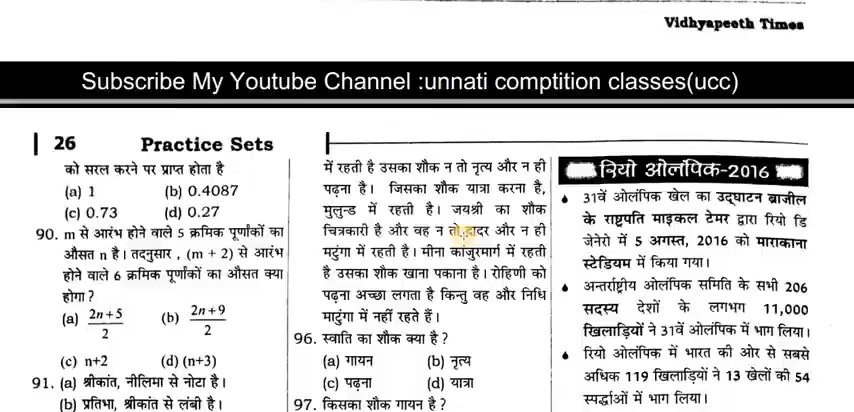 Vidhyapeeth Times
Subscribe My Youtube Channel :unnati comptition classes(ucc)
26 Practice Sets
को सरल करने पर प्राप्त होता है
(a) 1 (b) 0.4087
(c) 0.73 (d) 0.27
90. m से आरंभ होने वाले 5 क्रमिक पूर्णांकों का
औसत n है। तदनुसार , (m + 2) से आरंभ
होने वाले 6 क्रमिक पूर्णांकों का औसत क्या
होगा ?
(a) (2n+5)/2 (b) (2n+9)/2
(c) n+2 (d) (n+3)
91. (a) श्रीकांत, नीलिमा से नोटा है।
(b) प्रतिभा, श्रीकांत से लंबी है।
में रहती है उसका शौक न तो नृत्य और न ही
पढ़ना है। जिसका शौक यात्रा करना है,
मुलुन्ड में रहती है। जयश्री का शौक
चित्रकारी है और वह न तो दादर और न ही
मटुंगा में रहती है। मीना कांजुरमार्ग में रहती
है उसका शौक खाना पकाना है। रोहिणी को
पढ़ना अच्छा लगता है किन्तु वह और निधि
माटुंगा में नहीं रहते हैं।
96. स्वाति का शौक क्या है ?
(a) गायन (b) नृत्य
(c) पढ़ना (d) यात्रा
97. किसका शौक गायन है ?
रियो ओलंपिक-2016
31वें ओलंपिक खेल का उद्घाटन ब्राजील
के राष्ट्रपति माइकल टेमर द्वारा रियो डि
जेनेरो में 5 अगस्त, 2016 को माराकाना
स्टेडियम में किया गया।
अन्तर्राष्ट्रीय ओलंपिक समिति के सभी 206
सदस्य देशों के लगभग 11,000
खिलाड़ियों ने 31वें ओलंपिक में भाग लिया।
रियो ओलंपिक में भारत की ओर से सबसे
अधिक 119 खिलाड़ियों ने 13 खेलों की 54
स्पर्द्धाओं में भाग लिया।